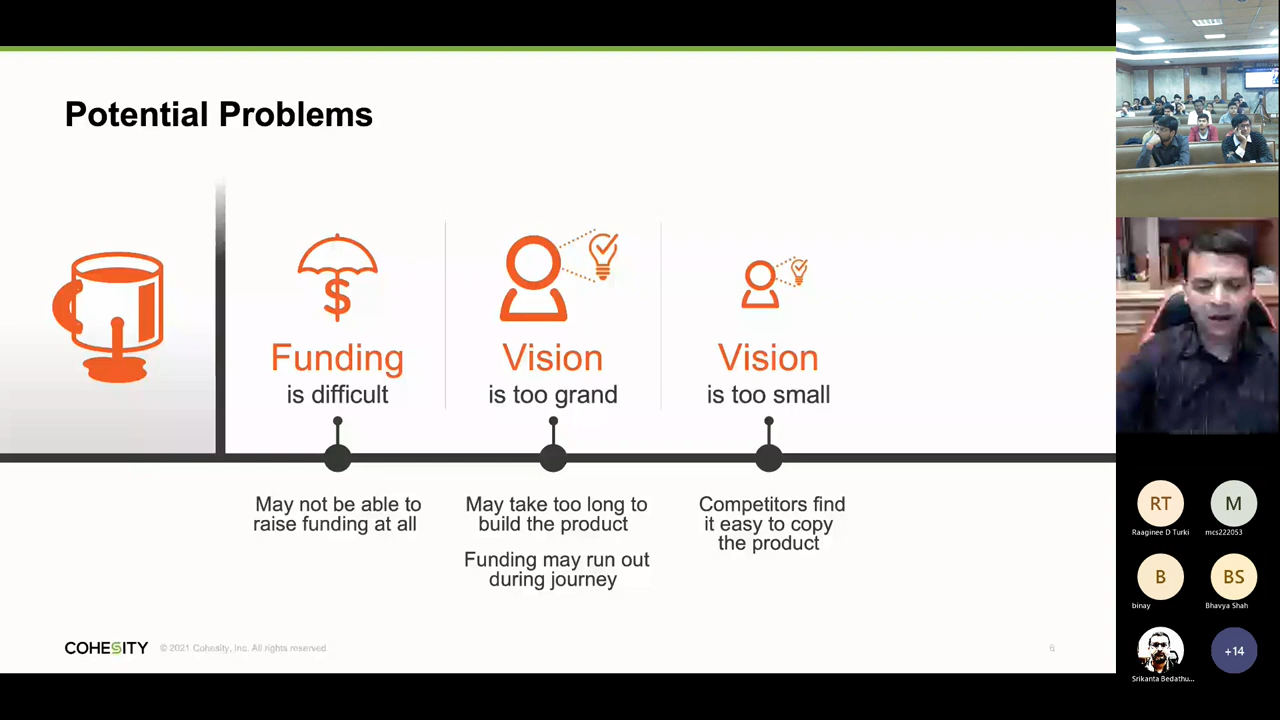 Potential Problems
$
Funding
is difficult
Vision
is too grand
Vision
is too small
May not be able to
raise funding at all
May take too long to
build the product
Funding may run out
during journey
Competitors find
it easy to copy
the product
COHESITY © 2021 Cohesity, Inc. All rights reserved.
6
RT
Raaginee D Turki
M
mcs222053
B
binay
BS
Bhavya Shah
Srikanta Bedathu...
+14